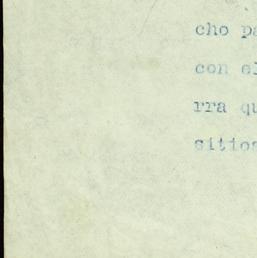 cho pa
con el
rra qu
sitios